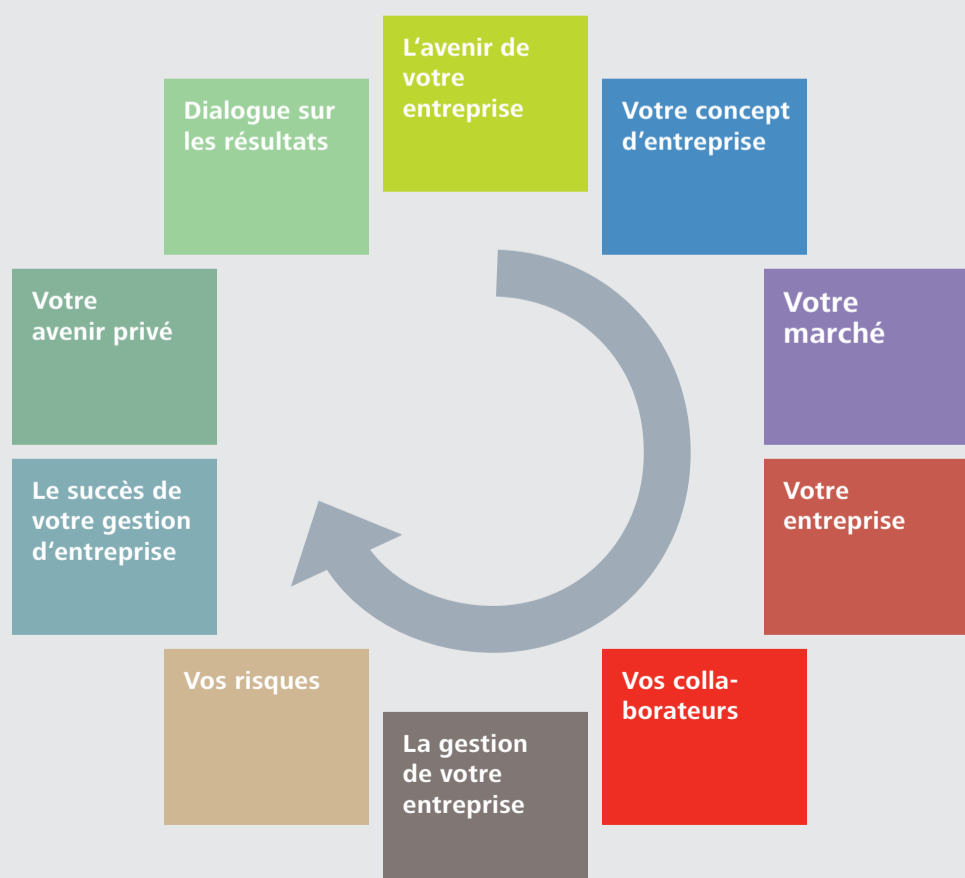 L‘avenir de
votre
entreprise
Votre concept
d’entreprise
Votre
marché
Votre
entreprise
Vos colla-
borateurs
La gestion
de votre
entreprise
Vos risques
Le succès de
votre gestion
d‘entreprise
Votre
avenir privé
Dialogue sur
les résultats